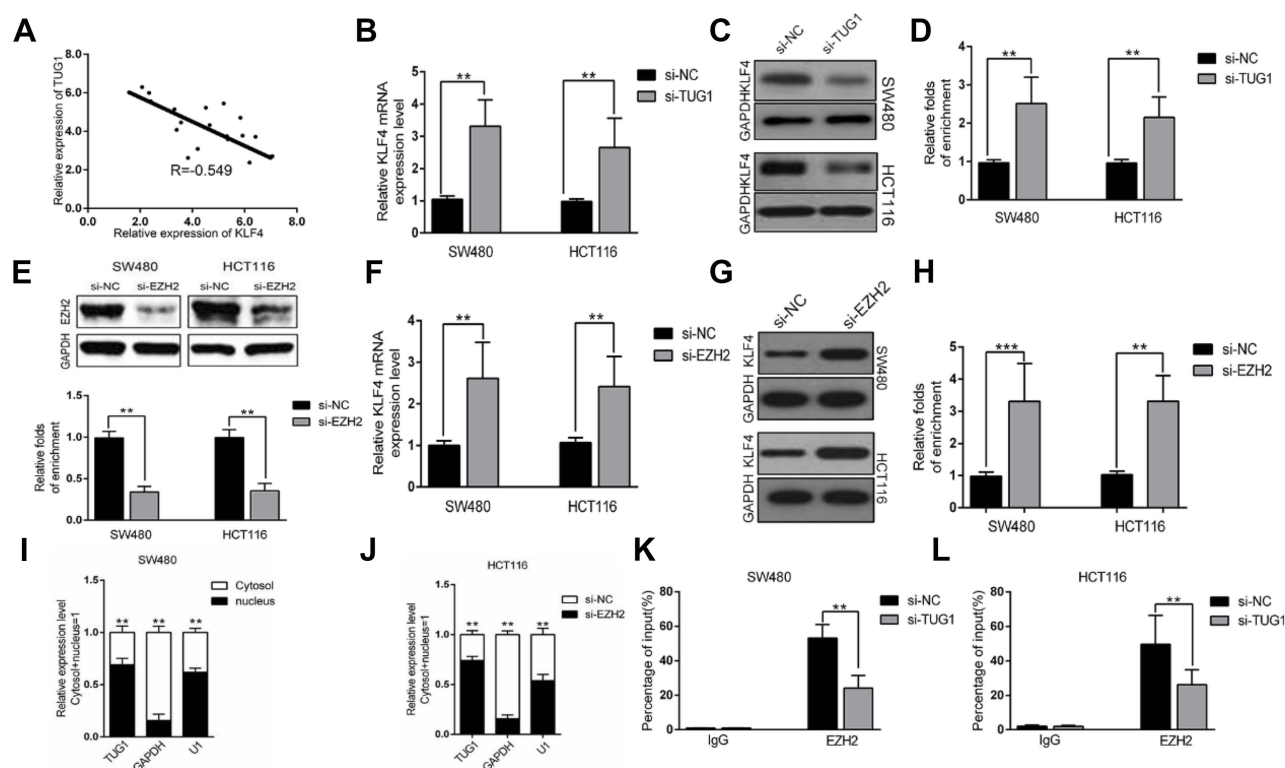 A
Relative expression of TUG1
8.0
6.0
4.0
2.0
0.0
0.0
2.0
4.0
6.0
8.0
R=-0.549
Relative expression of KLF4
B
Relative KLF4 mRNA
expression level
5
4
3
2
1
0
**
**
SW480
HCT116
si-NC
si-TUG1
C
si-NC
si-TUG1
GAPDHKLF4
SW480
GAPDHKLF4
HCT116
D
Relative folds
of enrichment
4
3
2
1
0
**
**
SW480
HCT116
si-NC
si-TUG1
E
SW480
HCT116
si-NC
si-EZH2
si-NC
si-EZH2
EZH2
GAPDH
Relative folds
of enrichment
1.5
1.0
0.5
0.0
**
**
SW480
HCT116
si-NC
si-EZH2
F
Relative KLF4 mRNA
expression level
4
3
2
1
0
**
**
SW480
HCT116
si-NC
si-EZH2
G
si-NC
si-EZH2
GAPDH KLF4
SW480
GAPDH KLF4
HCT116
H
Relative folds
of enrichment
5
4
3
2
1
0
***
**
SW480
HCT116
si-NC
si-EZH2
I
SW480
Relative expression level
Cytosol+nucleus=1
1.5
1.0
0.5
0.0
Cytosol
nucleus
**
**
**
TUG1
GAPDH
U1
J
HCT116
Relative expression level
Cytosol+nucleus=1
1.5
1.0
0.5
0.0
si-NC
si-EZH2
**
**
**
TUG1
GAPDH
U1
K
SW480
Percentage of input(%)
80
60
40
20
0
**
IgG
EZH2
si-NC
si-TUG1
L
HCT116
Percentage of input(%)
80
60
40
20
0
**
IgG
EZH2
si-NC
si-TUG1